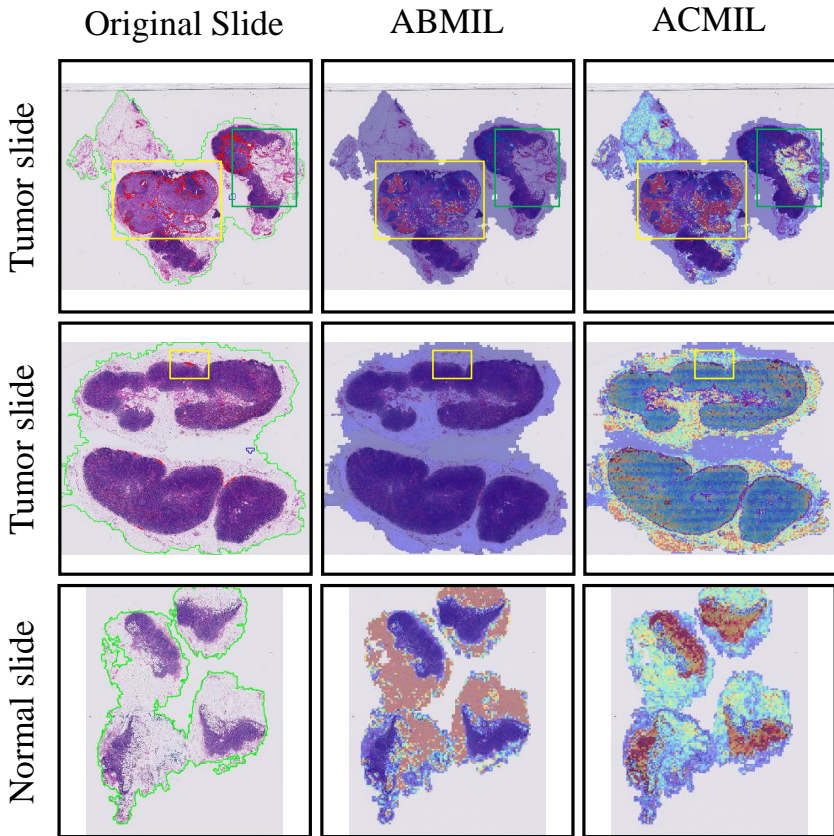 Original Slide
ABMIL
ACMIL
Tumor slide
Tumor slide
Normal slide